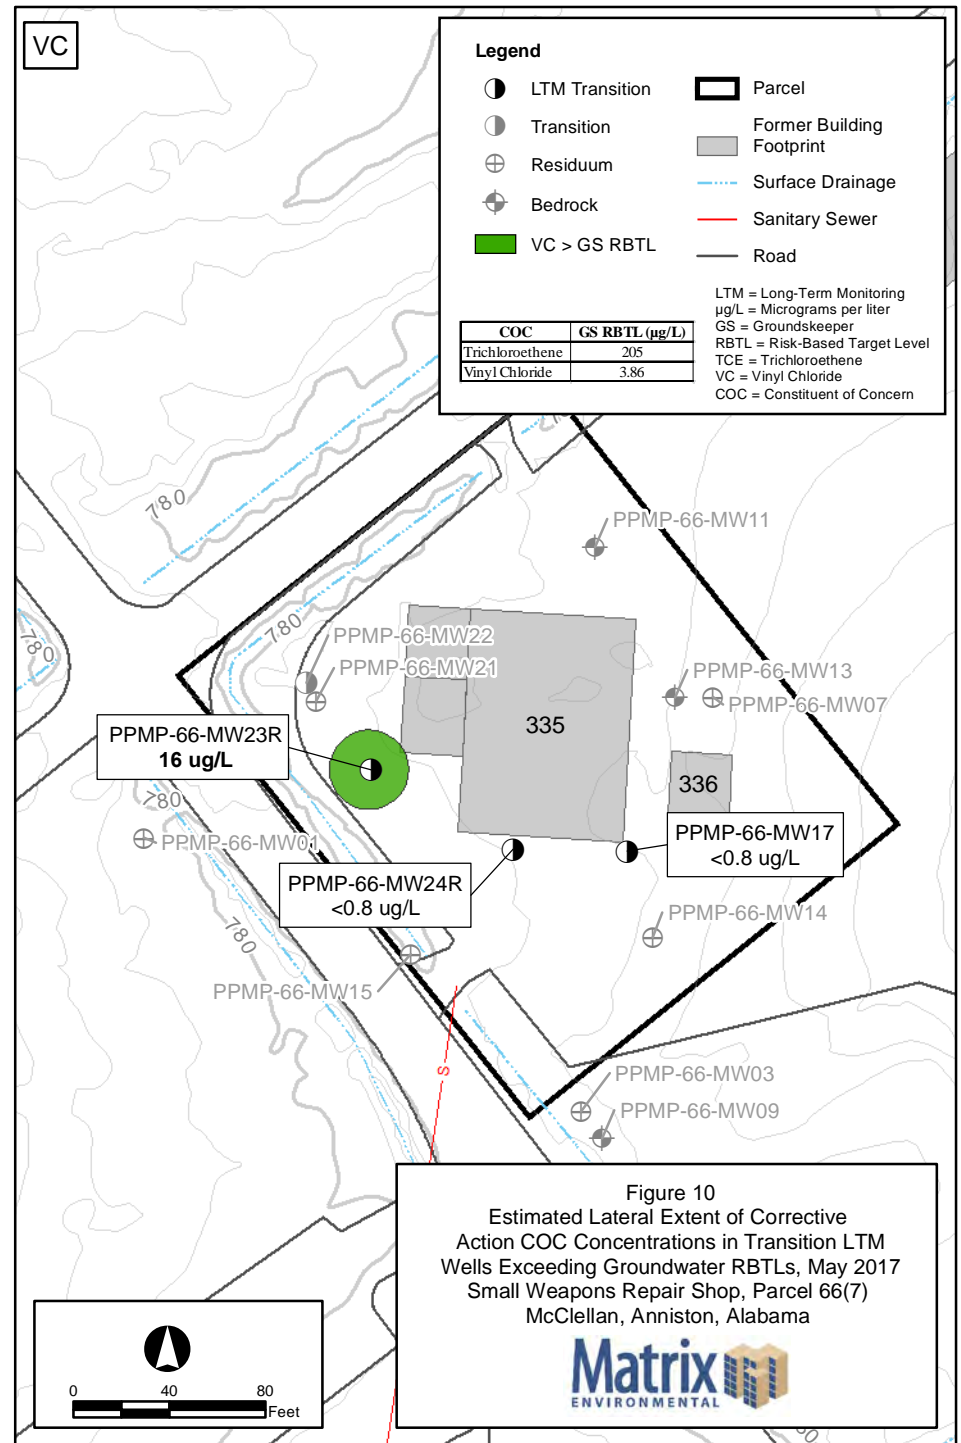 VC
Legend
LTM Transition
Transition
Residuum
Bedrock
VC > GS RBTL
Parcel
Former Building
Footprint
Surface Drainage
Sanitary Sewer
Road
COC GS RBTL (µg/L)
Trichloroethene 205
Vinyl Chloride 3.86
LTM = Long-Term Monitoring
µg/L = Micrograms per liter
GS = Groundskeeper
RBTL = Risk-Based Target Level
TCE = Trichloroethene
VC = Vinyl Chloride
COC = Constituent of Concern
780
PPMP-66-MW11
780
780
PPMP-66-MW22
PPMP-66-MW21
PPMP-66-MW13
PPMP-66-MW07
335
336
PPMP-66-MW23R
16 ug/L
780
PPMP-66-MW01
PPMP-66-MW17
<0.8 ug/L
PPMP-66-MW24R
<0.8 ug/L
PPMP-66-MW14
780
PPMP-66-MW15
S
PPMP-66-MW03
PPMP-66-MW09
Figure 10
Estimated Lateral Extent of Corrective
Action COC Concentrations in Transition LTM
Wells Exceeding Groundwater RBTLs, May 2017
Small Weapons Repair Shop, Parcel 66(7)
McClellan, Anniston, Alabama
Matrix
ENVIRONMENTAL
0 40 80
Feet